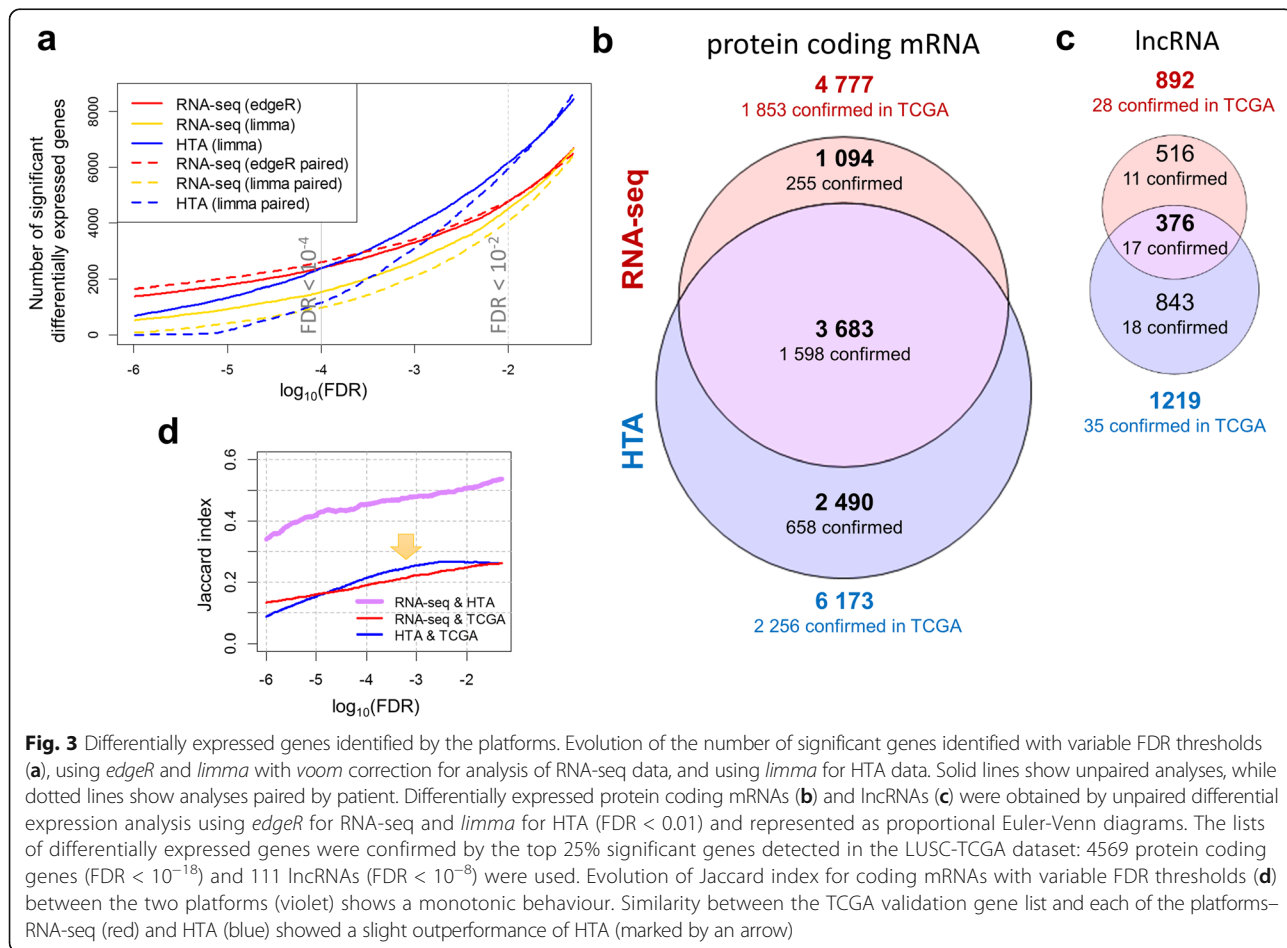 a
Number of significant
differentially expressed genes
8000
6000
4000
2000
0
RNA-seq (edgeR)
RNA-seq (limma)
HTA (limma)
RNA-seq (edgeR paired)
RNA-seq (limma paired)
HTA (limma paired)
FDR < 10⁻⁴
FDR < 10⁻²
-6 -5 -4 -3 -2
log₁₀(FDR)
b
protein coding mRNA
4 777
1 853 confirmed in TCGA
RNA-seq
1 094
255 confirmed
3 683
1 598 confirmed
HTA
2 490
658 confirmed
6 173
2 256 confirmed in TCGA
c
lncRNA
892
28 confirmed in TCGA
516
11 confirmed
376
17 confirmed
843
18 confirmed
1219
35 confirmed in TCGA
d
Jaccard index
0.6
0.4
0.2
0.0
RNA-seq & HTA
RNA-seq & TCGA
HTA & TCGA
-6 -5 -4 -3 -2
log₁₀(FDR)
Fig. 3 Differentially expressed genes identified by the platforms. Evolution of the number of significant genes identified with variable FDR thresholds
(a), using edgeR and limma with voom correction for analysis of RNA-seq data, and using limma for HTA data. Solid lines show unpaired analyses, while
dotted lines show analyses paired by patient. Differentially expressed protein coding mRNAs (b) and lncRNAs (c) were obtained by unpaired differential
expression analysis using edgeR for RNA-seq and limma for HTA (FDR < 0.01) and represented as proportional Euler-Venn diagrams. The lists
of differentially expressed genes were confirmed by the top 25% significant genes detected in the LUSC-TCGA dataset: 4569 protein coding
genes (FDR < 10⁻¹⁸) and 111 lncRNAs (FDR < 10⁻⁸) were used. Evolution of Jaccard index for coding mRNAs with variable FDR thresholds (d)
between the two platforms (violet) shows a monotonic behaviour. Similarity between the TCGA validation gene list and each of the platforms–
RNA-seq (red) and HTA (blue) showed a slight outperformance of HTA (marked by an arrow)